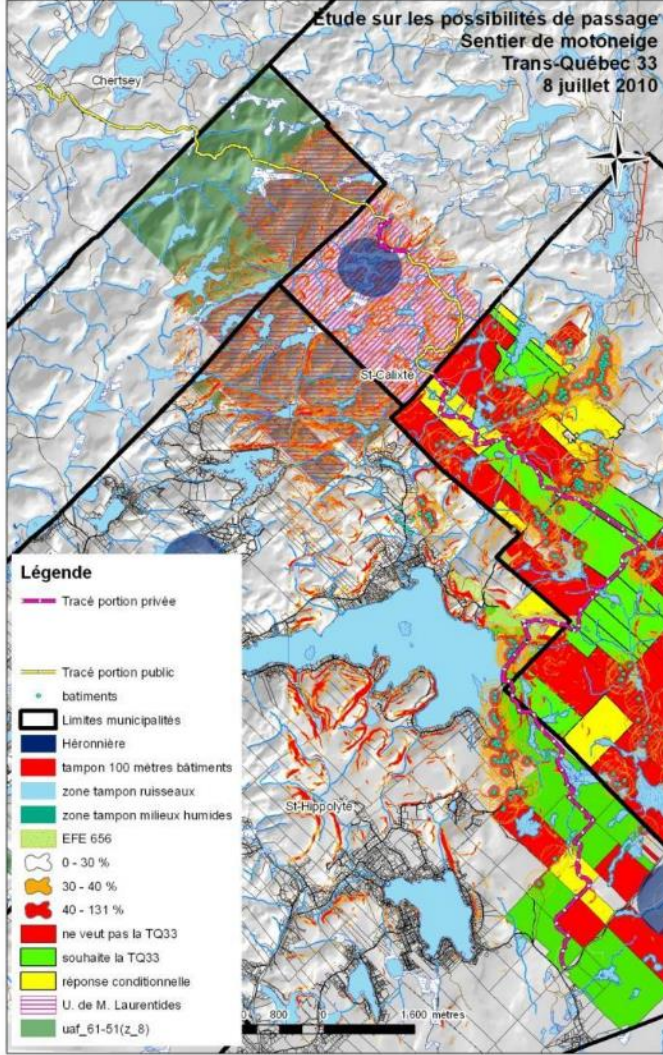 Étude sur les possibilités de passage
Sentier de motoneige
Trans-Québec 33
8 juillet 2010
N
Chertsey
St-Calixte
St-Hippolyte
Légende
Tracé portion privée
Tracé portion public
batiments
Limites municipalités
Héronnière
tampon 100 mètres bâtiments
zone tampon ruisseaux
zone tampon milieux humides
EFE 656
0 - 30 %
30 - 40 %
40 - 131 %
ne veut pas la TQ33
souhaite la TQ33
réponse conditionnelle
U. de M. Laurentides
uaf_61-51(z_8)
800 0 1 600 mètres